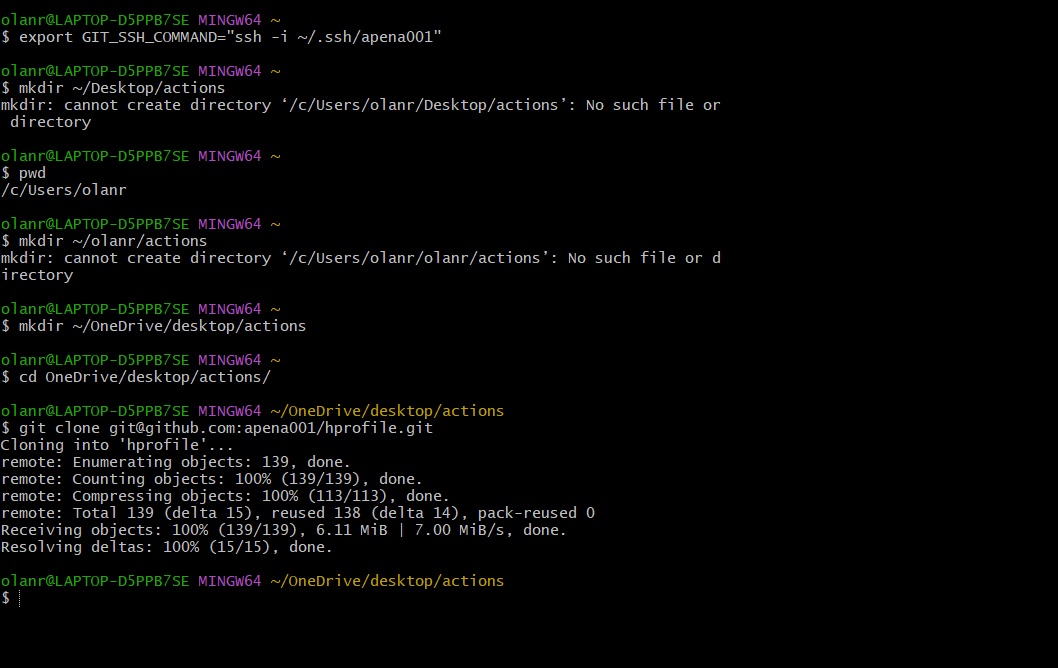 olanr@LAPTOP-D5PPB7SE MINGW64 ~
$ export GIT_SSH_COMMAND="ssh -i ~/.ssh/apena001"
olanr@LAPTOP-D5PPB7SE MINGW64 ~
$ mkdir ~/Desktop/actions
mkdir: cannot create directory ‘/c/Users/olanr/Desktop/actions’: No such file or
 directory
olanr@LAPTOP-D5PPB7SE MINGW64 ~
$ pwd
/c/Users/olanr
olanr@LAPTOP-D5PPB7SE MINGW64 ~
$ mkdir ~/olanr/actions
mkdir: cannot create directory ‘/c/Users/olanr/olanr/actions’: No such file or d
irectory
olanr@LAPTOP-D5PPB7SE MINGW64 ~
$ mkdir ~/OneDrive/desktop/actions
olanr@LAPTOP-D5PPB7SE MINGW64 ~
$ cd OneDrive/desktop/actions/
olanr@LAPTOP-D5PPB7SE MINGW64 ~/OneDrive/desktop/actions
$ git clone git@github.com:apena001/hprofile.git
Cloning into 'hprofile'...
remote: Enumerating objects: 139, done.
remote: Counting objects: 100% (139/139), done.
remote: Compressing objects: 100% (113/113), done.
remote: Total 139 (delta 15), reused 138 (delta 14), pack-reused 0
Receiving objects: 100% (139/139), 6.11 MiB | 7.00 MiB/s, done.
Resolving deltas: 100% (15/15), done.
olanr@LAPTOP-D5PPB7SE MINGW64 ~/OneDrive/desktop/actions
$